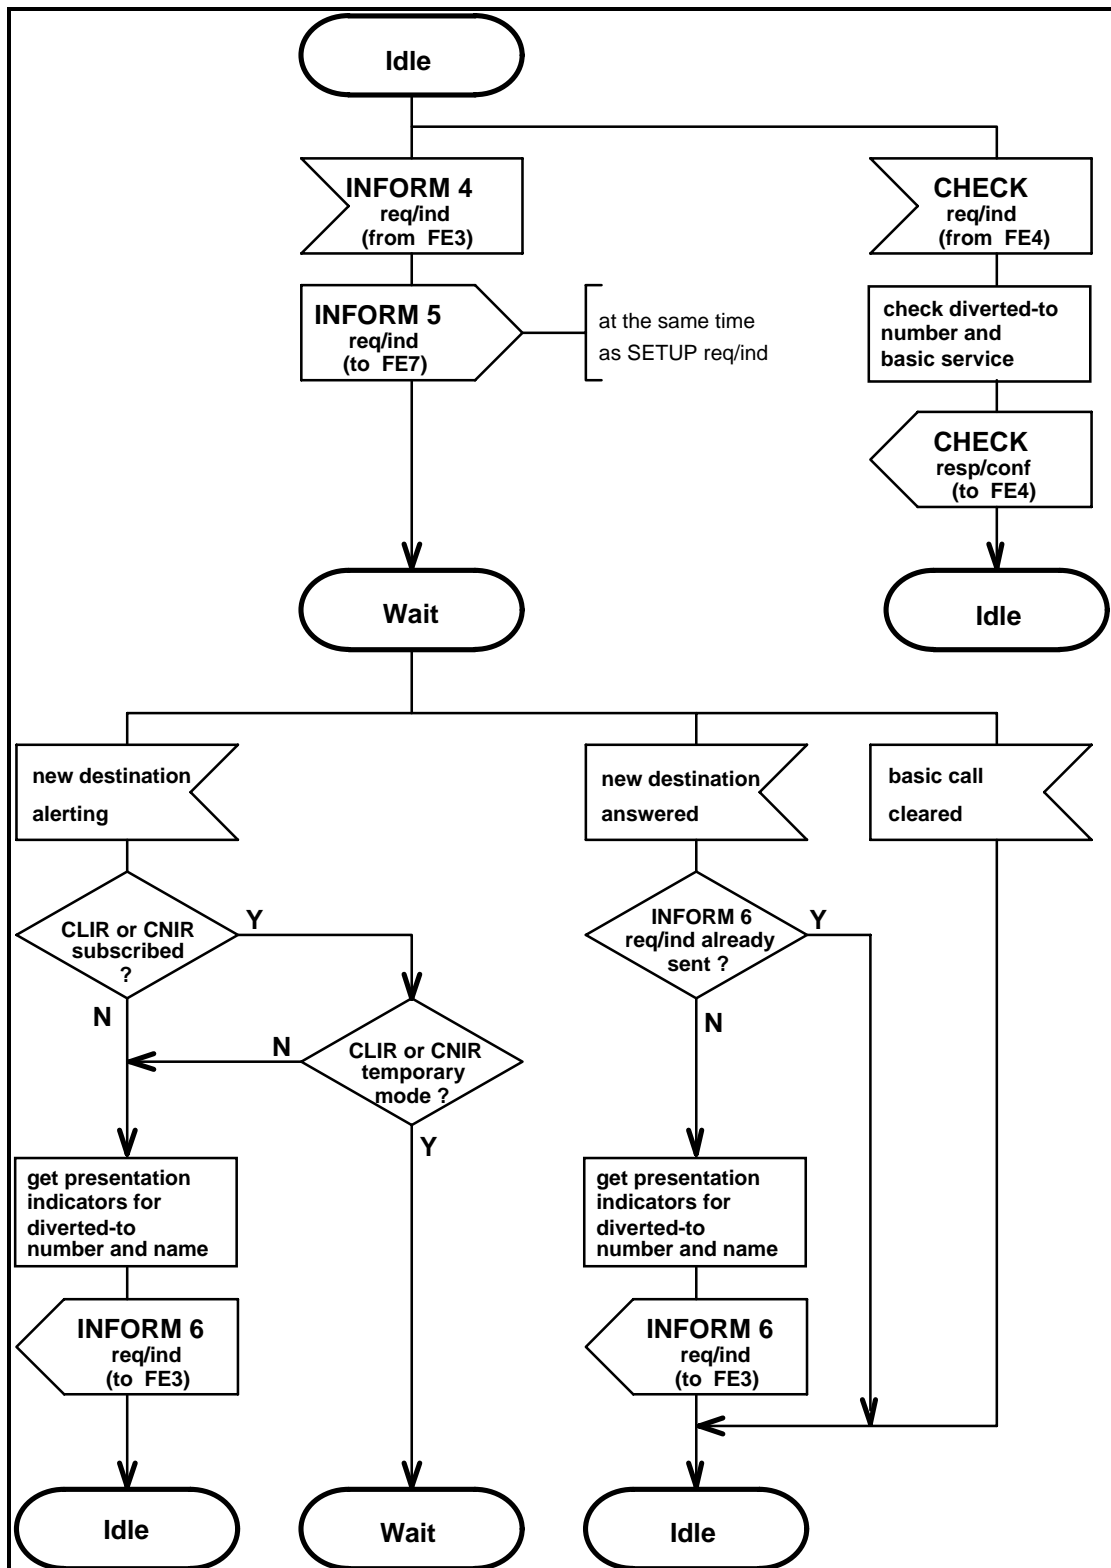 Idle
INFORM 4
req/ind
(from FE3)
CHECK
req/ind
(from FE4)
INFORM 5
req/ind
(to FE7)
at the same time
as SETUP req/ind
check diverted-to
number and
basic service
CHECK
resp/conf
(to FE4)
Wait
Idle
new destination
alerting
new destination
answered
basic call
cleared
CLIR or CNIR
subscribed
?
Y
N
CLIR or CNIR
temporary
mode ?
N
Y
INFORM 6
req/ind already
sent ?
Y
N
get presentation
indicators for
diverted-to
number and name
get presentation
indicators for
diverted-to
number and name
INFORM 6
req/ind
(to FE3)
INFORM 6
req/ind
(to FE3)
Idle
Wait
Idle